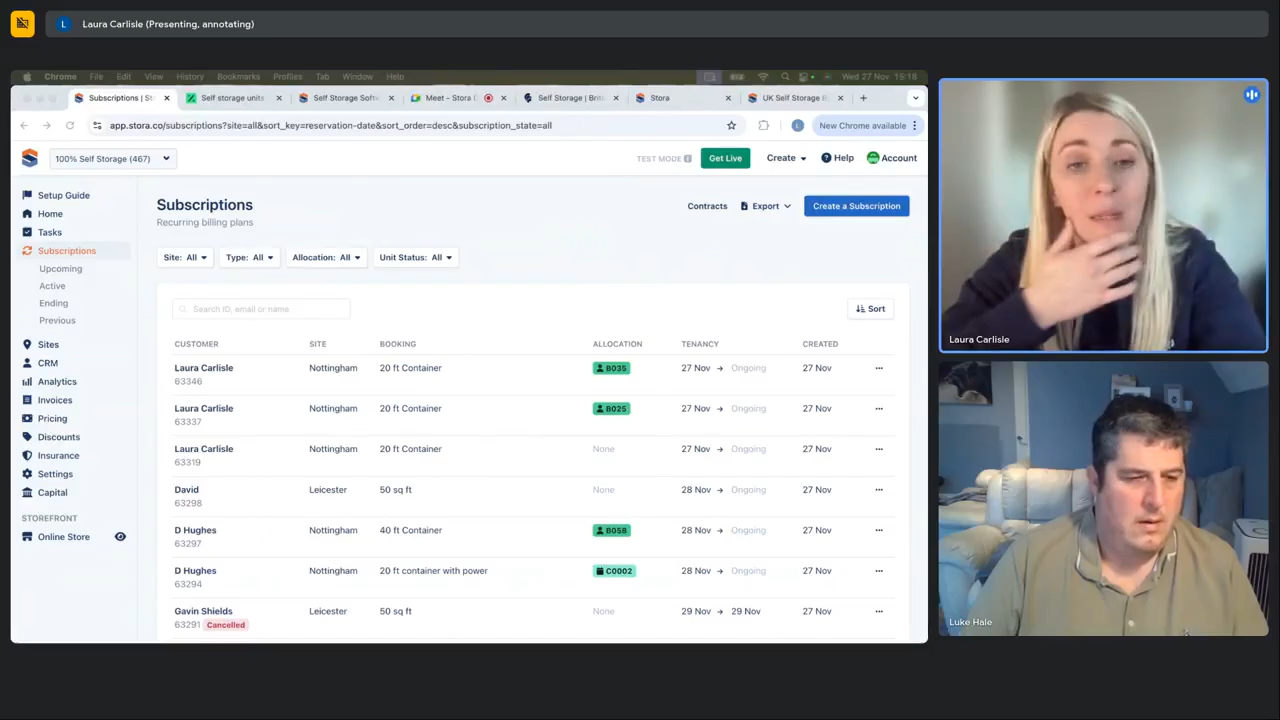 Laura Carlisle (Presenting, annotating)
Chrome File Edit View History Bookmarks Profiles Tab Window Help Wed 27 Nov 15:16
Subscriptions | St Self storage units Self Storage Soft Meet – Stora Self Storage | Brit Stora UK Self Storage B
app.stora.co/subscriptions?site=all&sort_key=reservation-date&sort_order=desc&subscription_state=all L New Chrome available
100% Self Storage (467) TEST MODE Get Live Create Help Account
Setup Guide
Home
Tasks
Subscriptions
Upcoming
Active
Ending
Previous
Sites
CRM
Analytics
Invoices
Pricing
Discounts
Insurance
Settings
Capital
STOREFRONT
Online Store
Subscriptions
Recurring billing plans
Contracts Export Create a Subscription
Site: All Type: All Allocation: All Unit Status: All
Search ID, email or name Sort
CUSTOMER SITE BOOKING ALLOCATION TENANCY CREATED
Laura Carlisle Nottingham 20 ft Container B035 27 Nov → Ongoing 27 Nov
63346
Laura Carlisle Nottingham 20 ft Container B025 27 Nov → Ongoing 27 Nov
63337
Laura Carlisle Nottingham 20 ft Container None 27 Nov → Ongoing 27 Nov
63319
David Leicester 50 sq ft None 28 Nov → Ongoing 27 Nov
63298
D Hughes Nottingham 40 ft Container B058 28 Nov → Ongoing 27 Nov
63297
D Hughes Nottingham 20 ft container with power C0002 28 Nov → Ongoing 27 Nov
63294
Gavin Shields Leicester 50 sq ft None 29 Nov → 29 Nov 27 Nov
63291 Cancelled
Laura Carlisle
Luke Hale